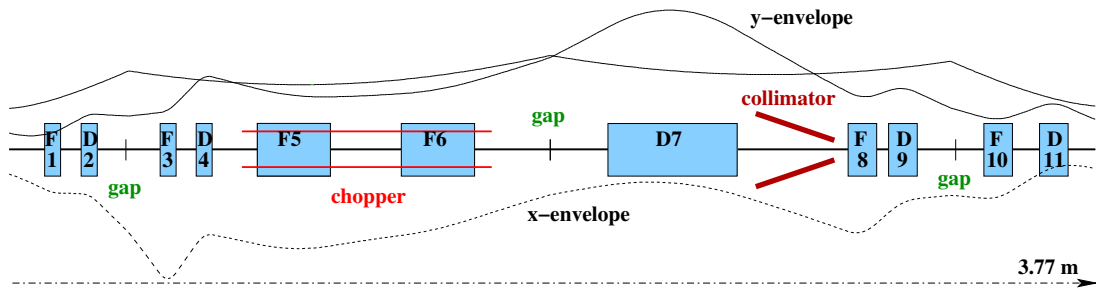 y−envelope
collimator
gap
F
1
D
2
F
3
D
4
F5
F6
D7
F
8
D
9
F
10
D
11
gap
gap
chopper
x−envelope
3.77 m